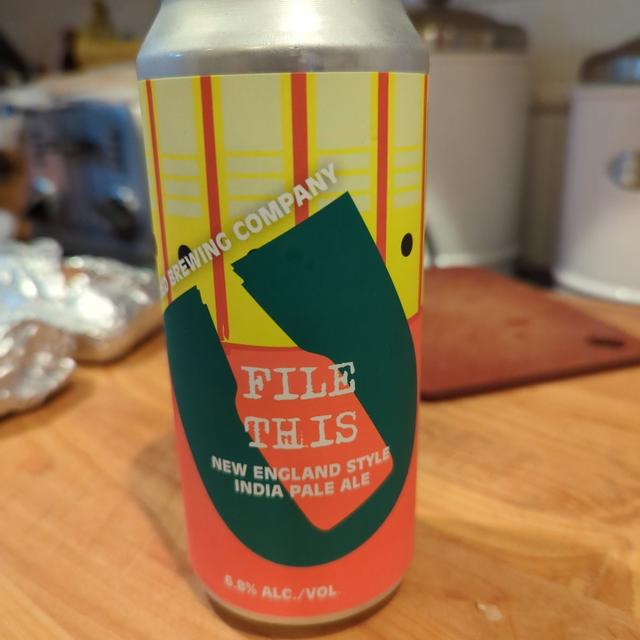 BREWING COMPANY
FILE
THIS
NEW ENGLAND STYLE
INDIA PALE ALE
6.8% ALC./VOL